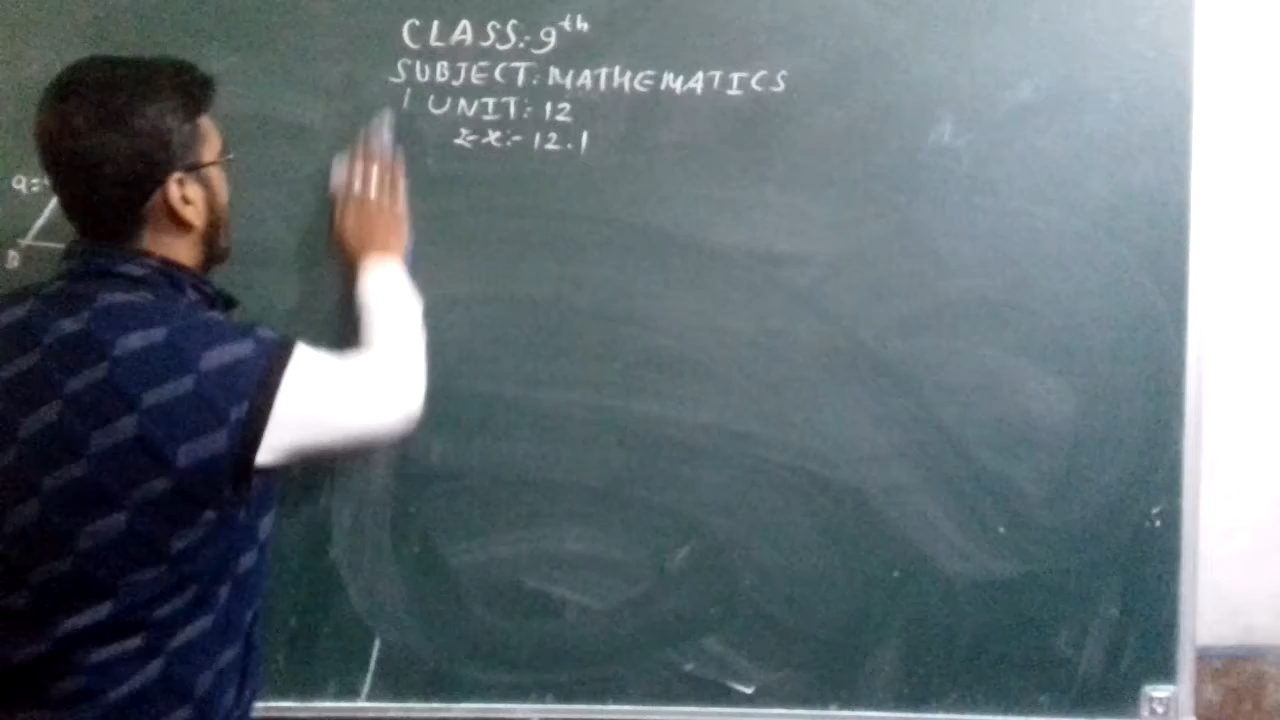 CLASS:- 9th
SUBJECT: MATHEMATICS
UNIT:- 12
Ex:- 12.1
a=
B